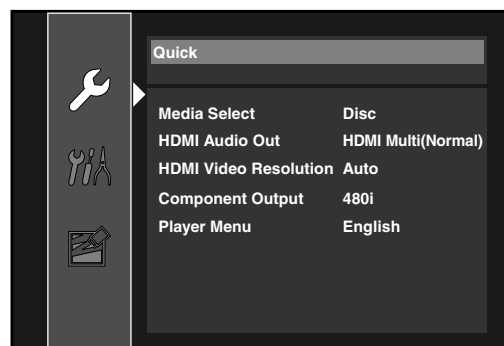 Quick
Media Select Disc
HDMI Audio Out HDMI Multi(Normal)
HDMI Video Resolution Auto
Component Output 480i
Player Menu English